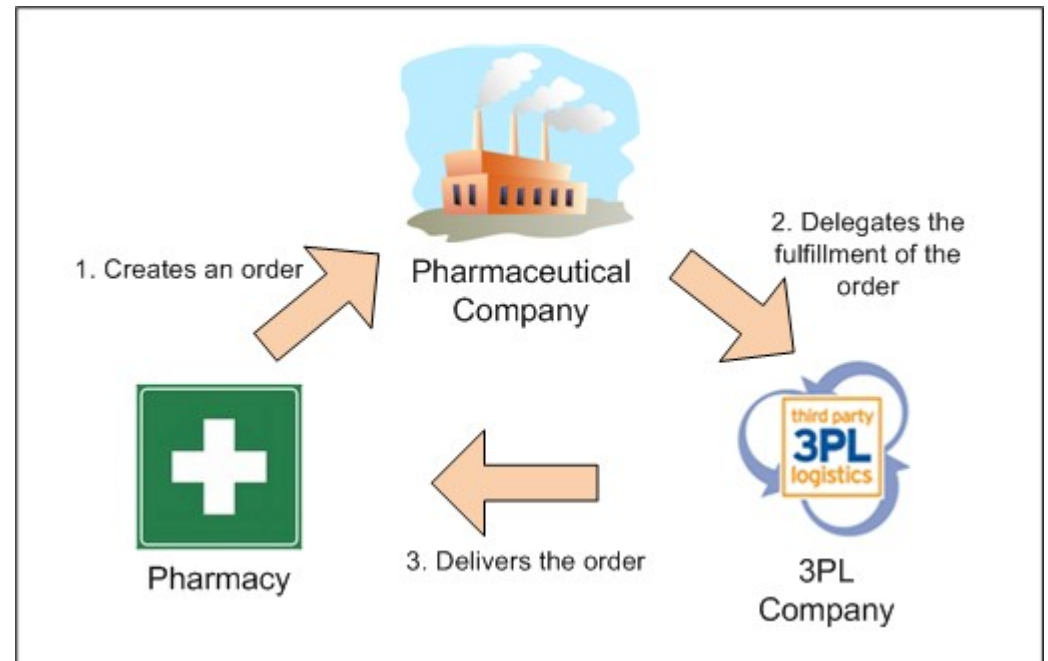 1. Creates an order
Pharmaceutical
Company
2. Delegates the
fulfillment of the
order
third party
3PL
logistics
3PL
Company
3. Delivers the order
Pharmacy